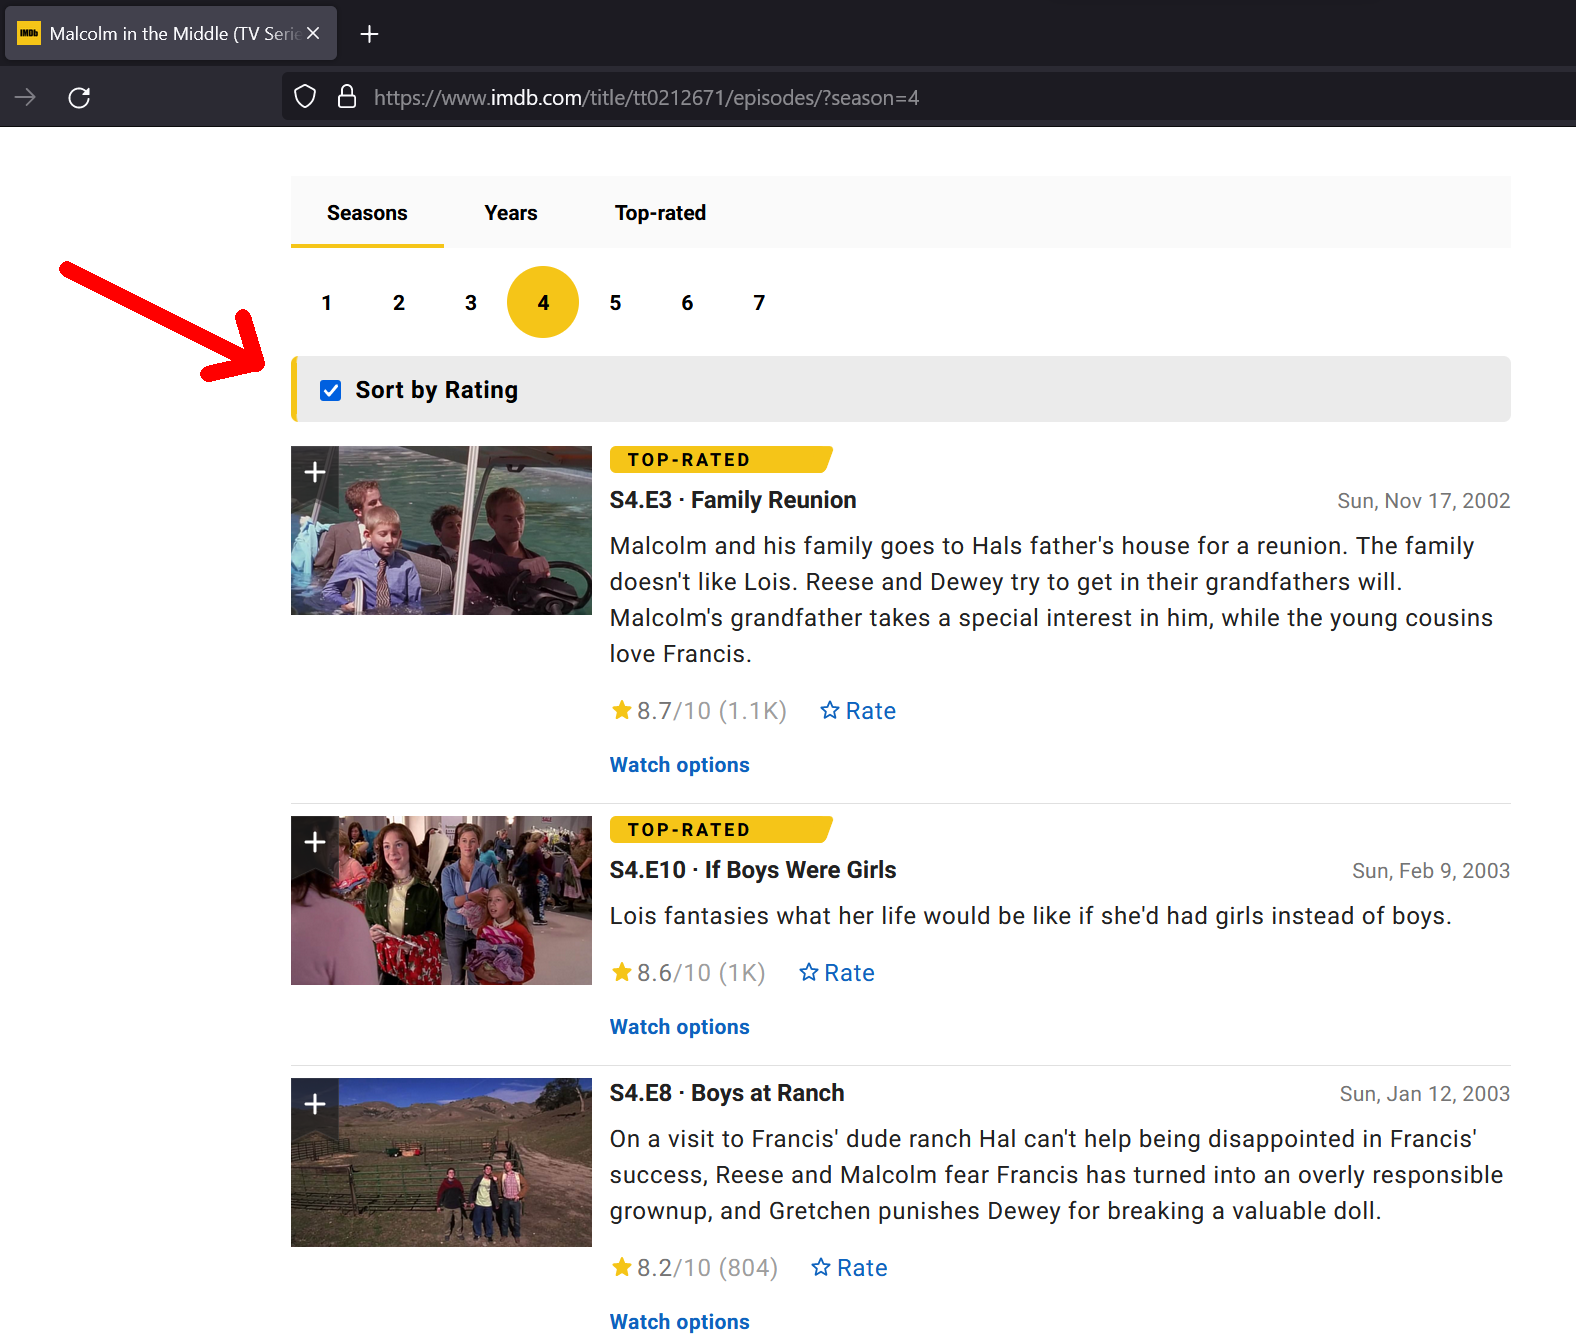 IMDb Malcolm in the Middle (TV Serie
https://www.imdb.com/title/tt0212671/episodes/?season=4
Seasons Years Top-rated
1 2 3 4 5 6 7
Sort by Rating
TOP-RATED
S4.E3 · Family Reunion Sun, Nov 17, 2002
Malcolm and his family goes to Hals father's house for a reunion. The family
doesn't like Lois. Reese and Dewey try to get in their grandfathers will.
Malcolm's grandfather takes a special interest in him, while the young cousins
love Francis.
8.7/10 (1.1K) Rate
Watch options
TOP-RATED
S4.E10 · If Boys Were Girls Sun, Feb 9, 2003
Lois fantasies what her life would be like if she'd had girls instead of boys.
8.6/10 (1K) Rate
Watch options
S4.E8 · Boys at Ranch Sun, Jan 12, 2003
On a visit to Francis' dude ranch Hal can't help being disappointed in Francis'
success, Reese and Malcolm fear Francis has turned into an overly responsible
grownup, and Gretchen punishes Dewey for breaking a valuable doll.
8.2/10 (804) Rate
Watch options